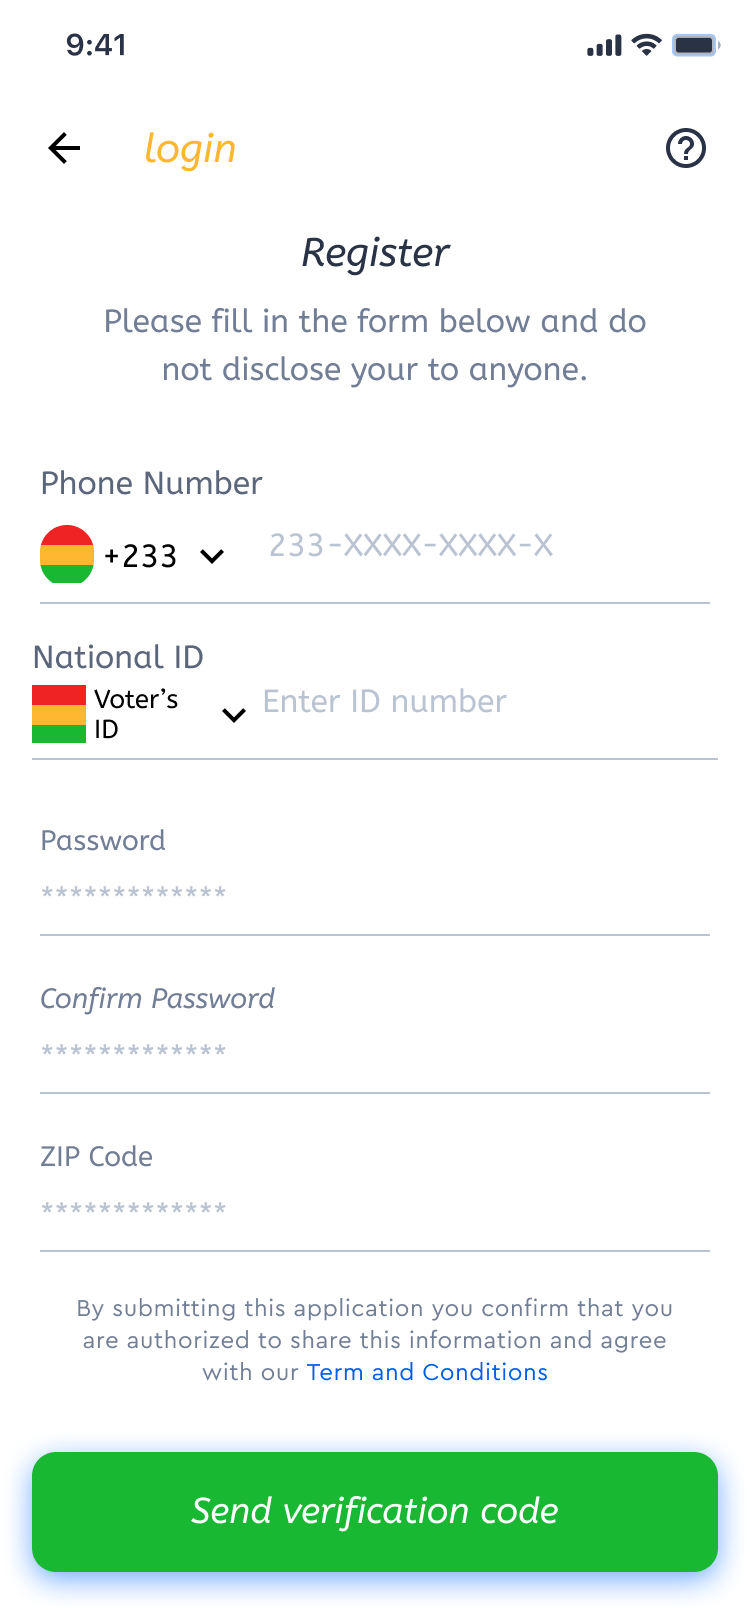 9:41
login
Register
Please fill in the form below and do
not disclose your to anyone.
Phone Number
+233
233-XXXX-XXXX-X
National ID
Voter’s
ID
Enter ID number
Password
*************
Confirm Password
*************
ZIP Code
*************
By submitting this application you confirm that you
are authorized to share this information and agree
with our Term and Conditions
Send verification code